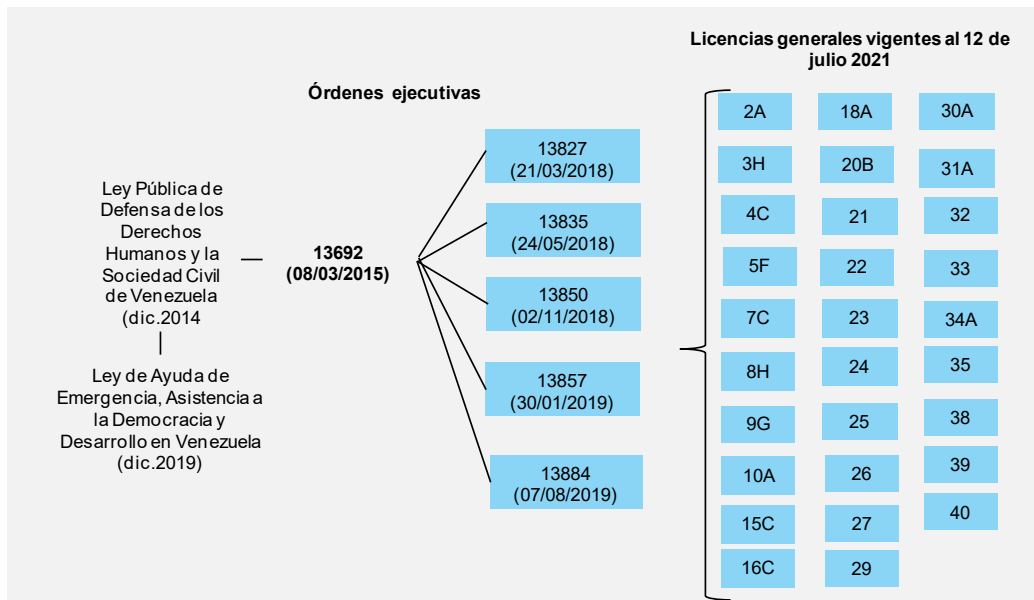 Licencias generales vigentes al 12 de
julio 2021
Órdenes ejecutivas
Ley Pública de
Defensa de los
Derechos
Humanos y la
Sociedad Civil
de Venezuela
(dic.2014
Ley de Ayuda de
Emergencia, Asistencia a
la Democracia y
Desarrollo en Venezuela
(dic.2019)
13692
(08/03/2015)
13827
(21/03/2018)
13835
(24/05/2018)
13850
(02/11/2018)
13857
(30/01/2019)
13884
(07/08/2019)
2A
3H
4C
5F
7C
8H
9G
10A
15C
16C
18A
20B
21
22
23
24
25
26
27
29
30A
31A
32
33
34A
35
38
39
40